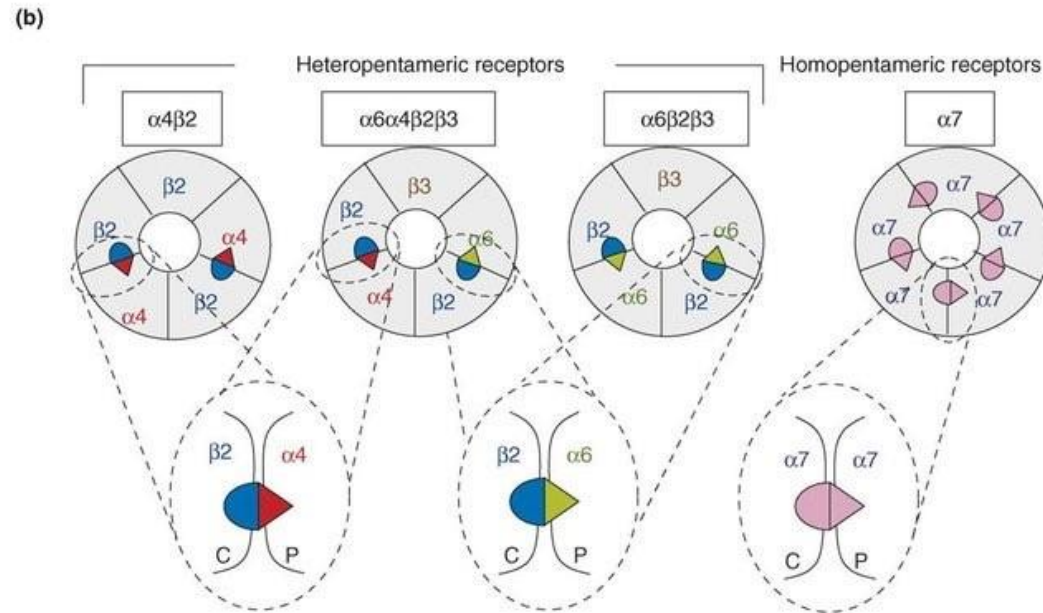 (b)
Heteropentameric receptors
Homopentameric receptors
α4β2
α6α4β2β3
α6β2β3
α7
β2
β2
α4
α4
β2
β3
β2
α6
α4
β2
β3
β2
α6
α6
β2
α7
α7
α7
α7
α7
β2 α4
C P
β2 α6
C P
α7 α7
C P